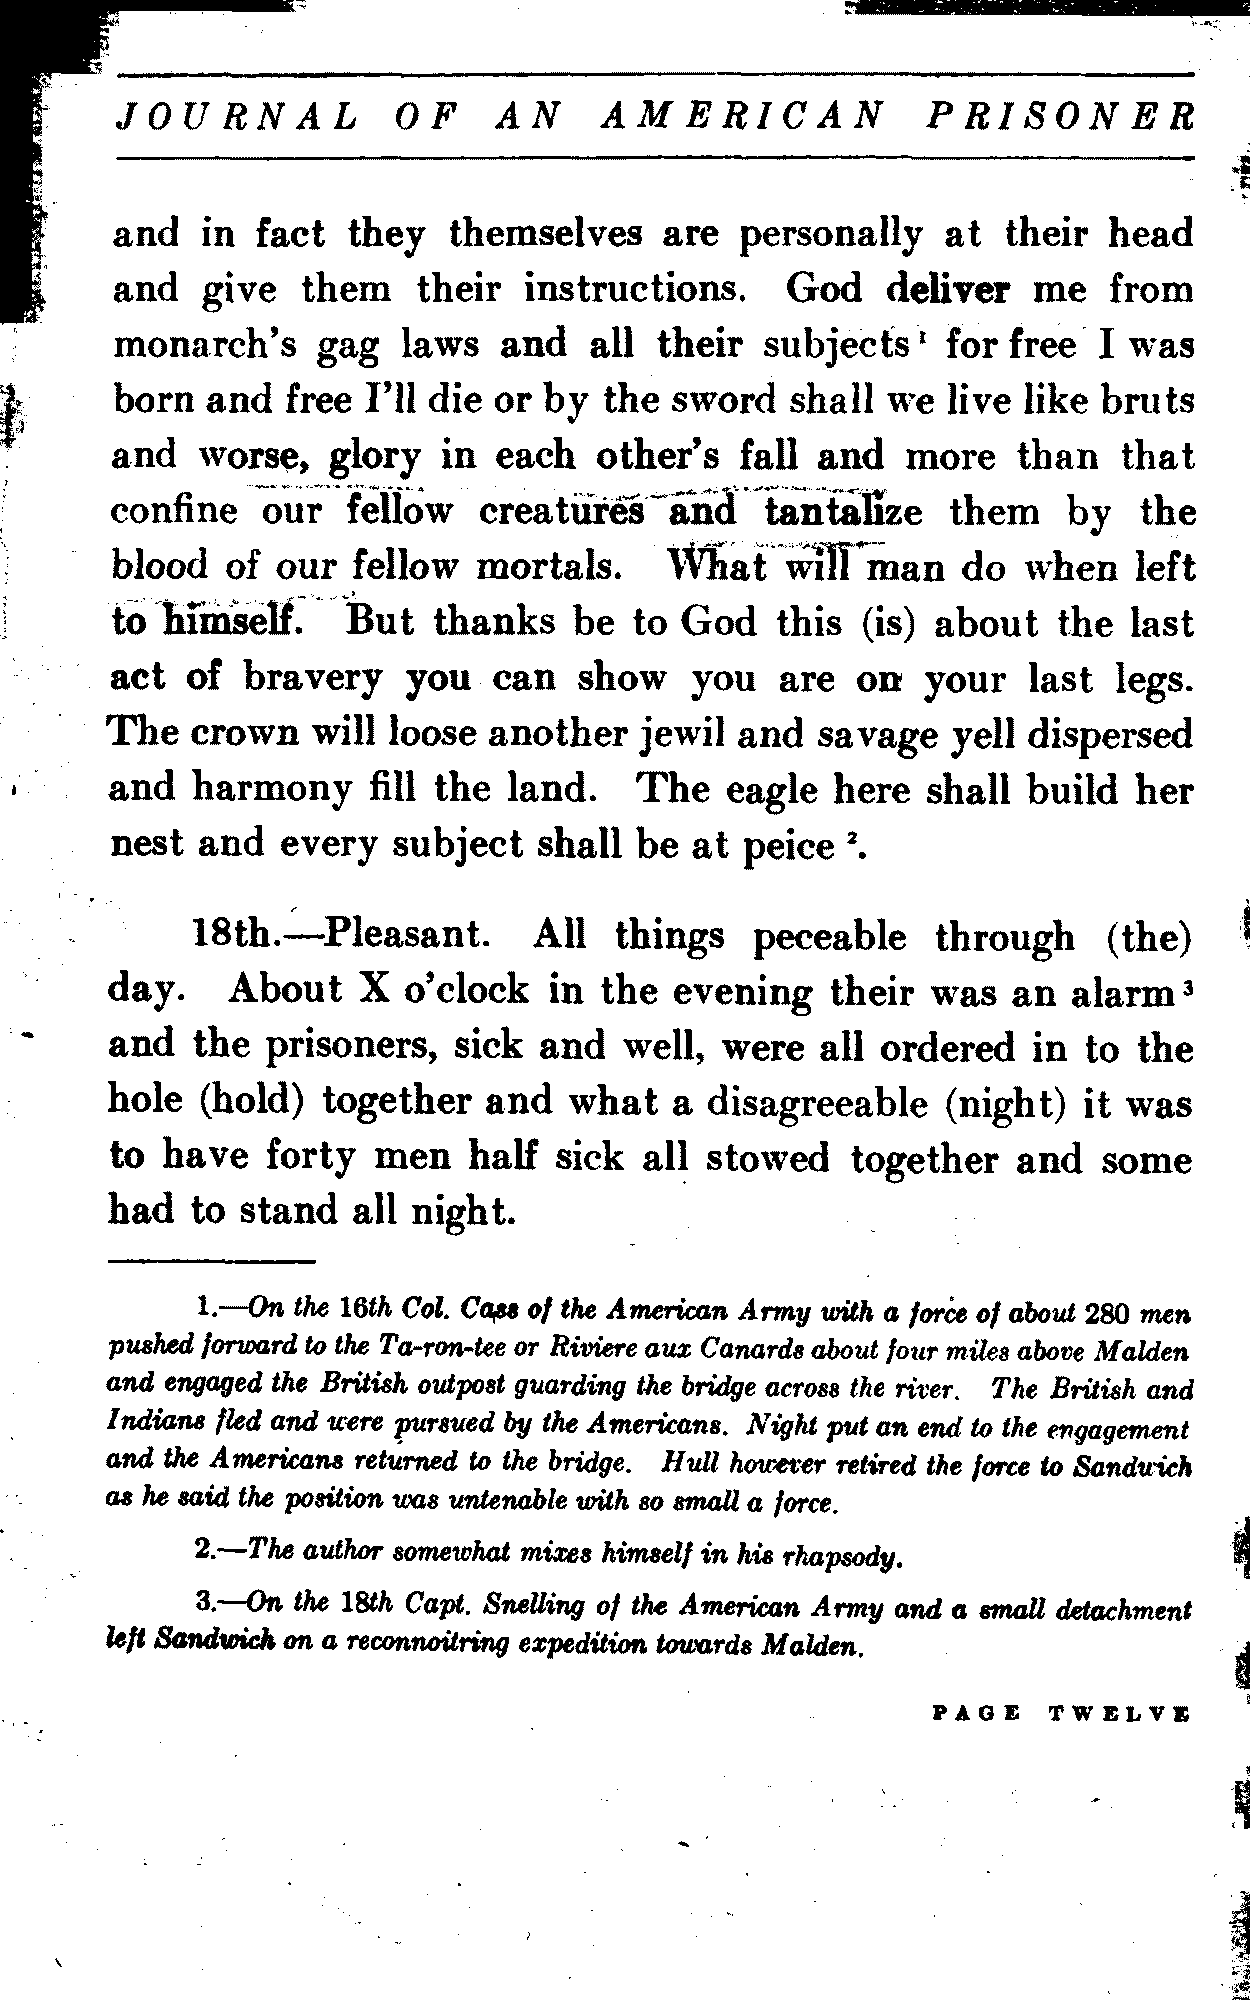 JOURNAL OF AN AMERICAN PRISONER
and in fact they themselves are personally at their head
and give them their instructions. God deliver me from
monarch's gag laws and all their subjects ¹ for free I was
born and free I'll die or by the sword shall we live like bruts
and worse, glory in each other's fall and more than that
confine our fellow creatures and tantalize them by the
blood of our fellow mortals. What will man do when left
to himself. But thanks be to God this (is) about the last
act of bravery you can show you are on your last legs.
The crown will loose another jewil and savage yell dispersed
and harmony fill the land. The eagle here shall build her
nest and every subject shall be at peice ².
18th.—Pleasant. All things peceable through (the)
day. About X o'clock in the evening their was an alarm ³
and the prisoners, sick and well, were all ordered in to the
hole (hold) together and what a disagreeable (night) it was
to have forty men half sick all stowed together and some
had to stand all night.
1.—On the 16th Col. Cass of the American Army with a force of about 280 men
pushed forward to the Ta-ron-tee or Riviere aux Canards about four miles above Malden
and engaged the British outpost guarding the bridge across the river. The British and
Indians fled and were pursued by the Americans. Night put an end to the engagement
and the Americans returned to the bridge. Hull however retired the force to Sandwich
as he said the position was untenable with so small a force.
2.—The author somewhat mixes himself in his rhapsody.
3.—On the 18th Capt. Snelling of the American Army and a small detachment
left Sandwich on a reconnoitring expedition towards Malden.
PAGE TWELVE